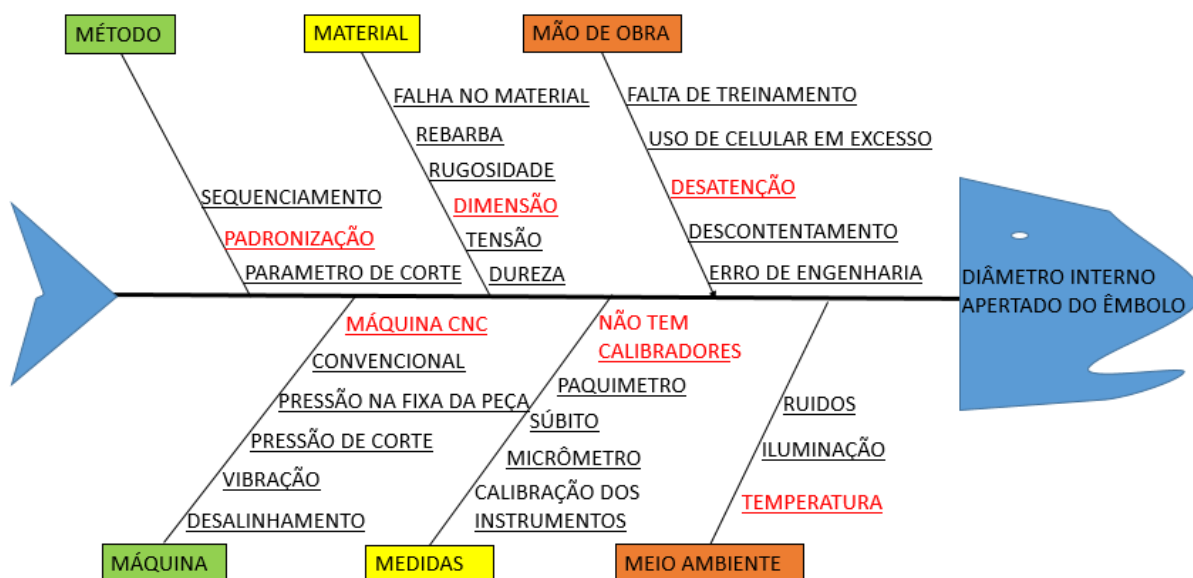 MÉTODO
MATERIAL
MÃO DE OBRA
SEQUENCIAMENTO
PADRONIZAÇÃO
PARAMETRO DE CORTE
FALHA NO MATERIAL
REBARBA
RUGOSIDADE
DIMENSÃO
TENSÃO
DUREZA
FALTA DE TREINAMENTO
USO DE CELULAR EM EXCESSO
DESATENÇÃO
DESCONTENTAMENTO
ERRO DE ENGENHARIA
DIÂMETRO INTERNO
APERTADO DO ÊMBOLO
MÁQUINA CNC
CONVENCIONAL
PRESSÃO NA FIXA DA PEÇA
PRESSÃO DE CORTE
VIBRAÇÃO
DESALINHAMENTO
NÃO TEM
CALIBRADORES
PAQUIMETRO
SÚBITO
MICRÔMETRO
CALIBRAÇÃO DOS
INSTRUMENTOS
RUIDOS
ILUMINAÇÃO
TEMPERATURA
MÁQUINA
MEDIDAS
MEIO AMBIENTE